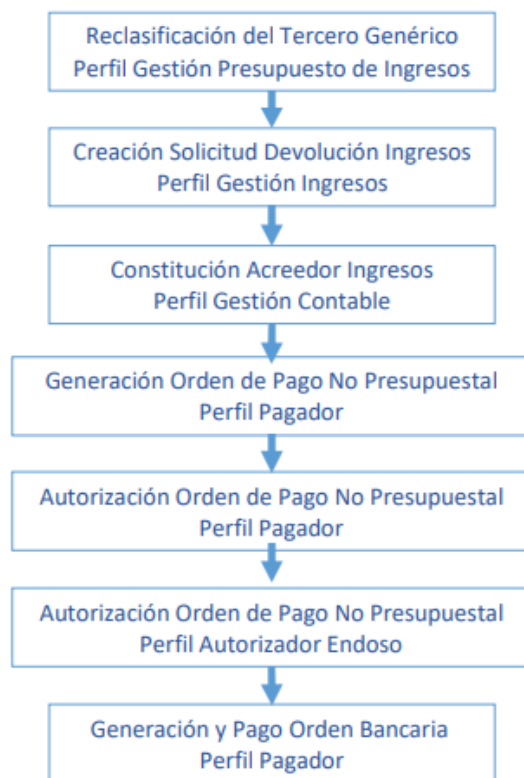 Reclasificación del Tercero Genérico
Perfil Gestión Presupuesto de Ingresos
Creación Solicitud Devolución Ingresos
Perfil Gestión Ingresos
Constitución Acreedor Ingresos
Perfil Gestión Contable
Generación Orden de Pago No Presupuestal
Perfil Pagador
Autorización Orden de Pago No Presupuestal
Perfil Pagador
Autorización Orden de Pago No Presupuestal
Perfil Autorizador Endoso
Generación y Pago Orden Bancaria
Perfil Pagador